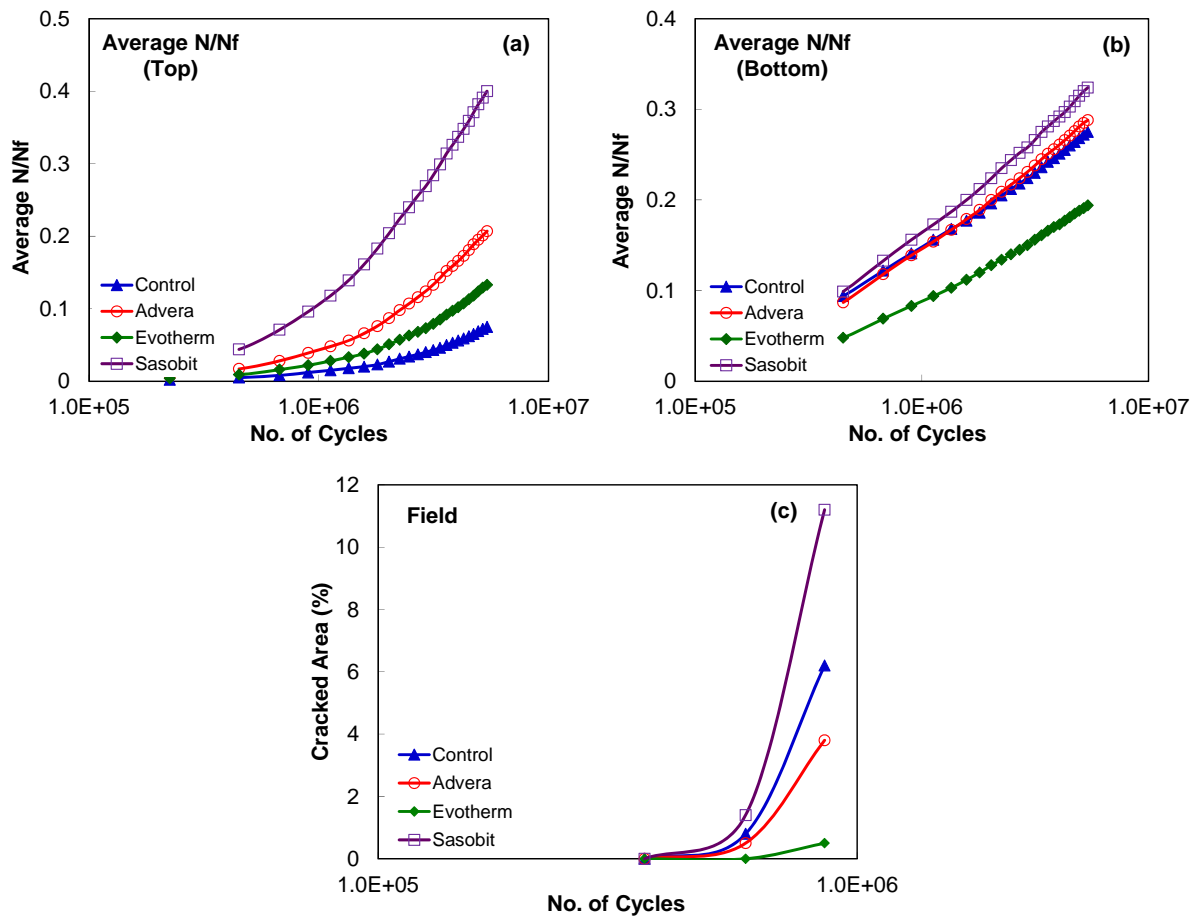 Average N/Nf
(Top)
(a)
Average N/Nf
0.5
0.4
0.3
0.2
0.1
0
Control
Advera
Evotherm
Sasobit
1.0E+05
1.0E+06
1.0E+07
No. of Cycles
Average N/Nf
(Bottom)
(b)
Average N/Nf
0.4
0.3
0.2
0.1
0
Control
Advera
Evotherm
Sasobit
1.0E+05
1.0E+06
1.0E+07
No. of Cycles
Field
(c)
Cracked Area (%)
12
10
8
6
4
2
0
Control
Advera
Evotherm
Sasobit
1.0E+05
1.0E+06
No. of Cycles